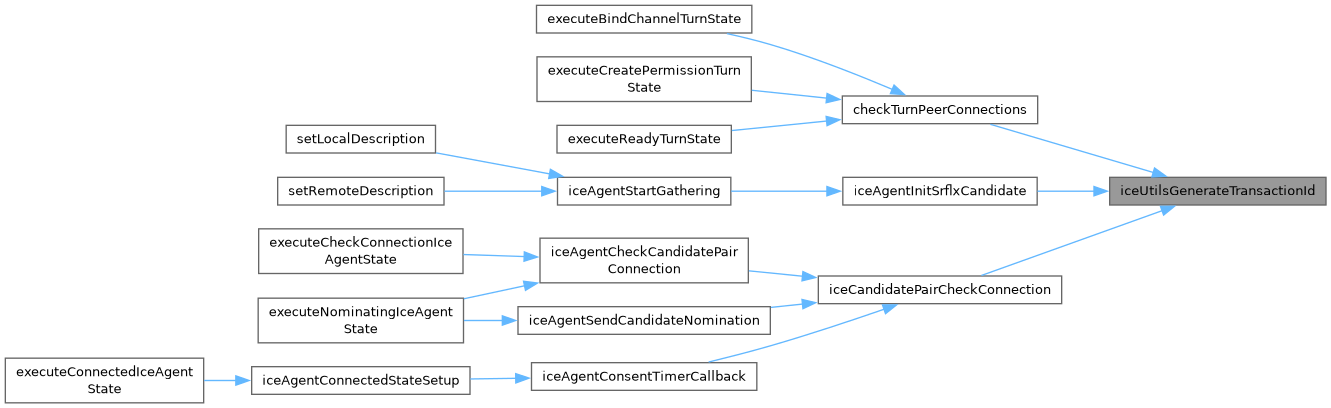 executeBindChannelTurnState
executeCreatePermissionTurn
State
checkTurnPeerConnections
executeReadyTurnState
setLocalDescription
setRemoteDescription
iceAgentStartGathering
iceAgentInitSrflxCandidate
iceUtilsGenerateTransactionId
executeCheckConnectionIce
AgentState
iceAgentCheckCandidatePair
Connection
iceCandidatePairCheckConnection
executeNominatingIceAgent
State
iceAgentSendCandidateNomination
executeConnectedIceAgent
State
iceAgentConnectedStateSetup
iceAgentConsentTimerCallback